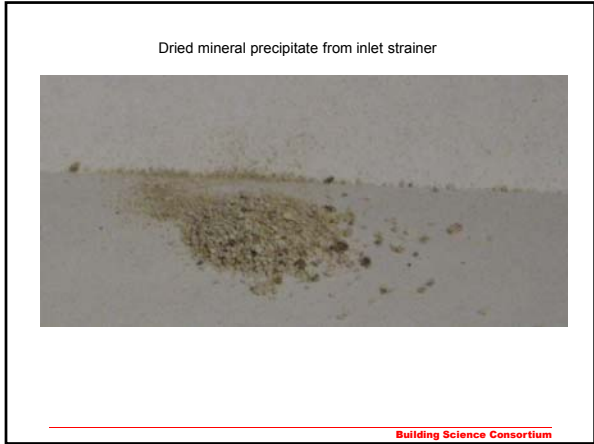 Dried mineral precipitate from inlet strainer
Building Science Consortium